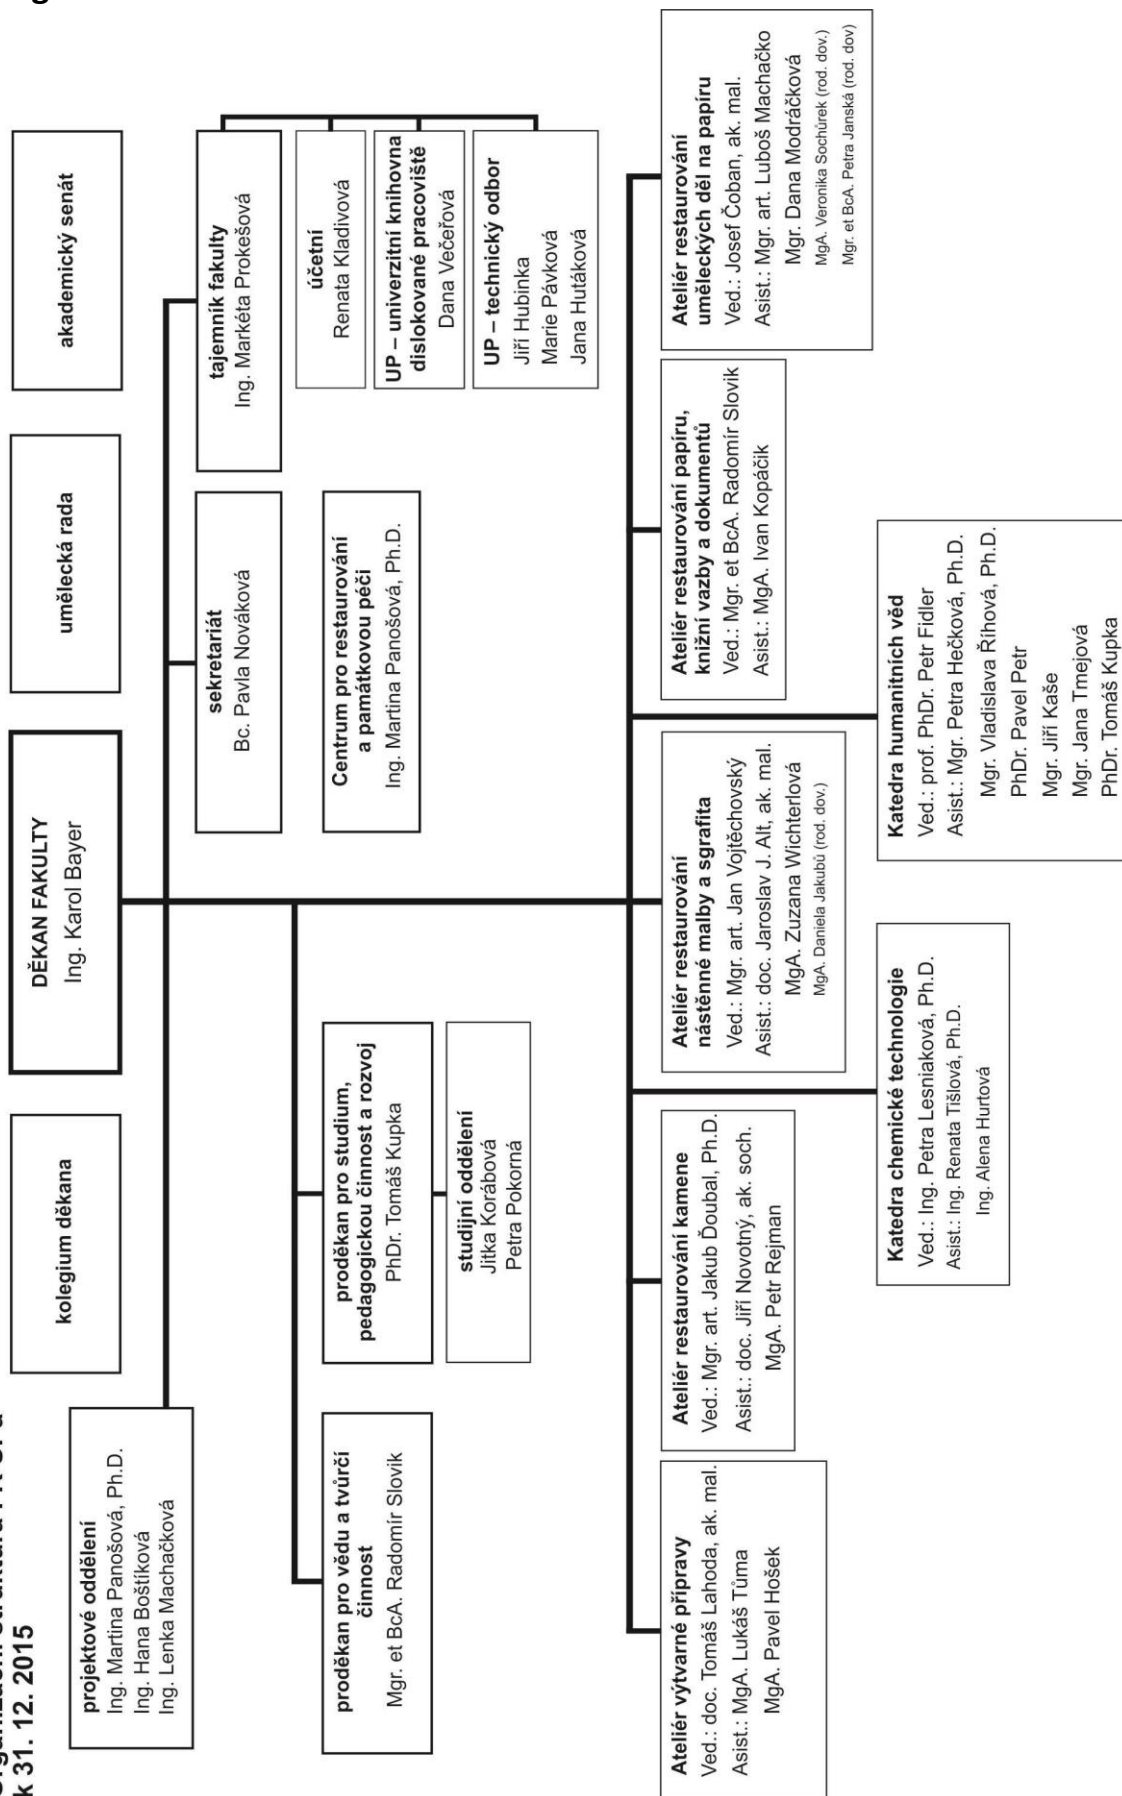 k 31. 12. 2015
kolegium děkana
DĚKAN FAKULTY
Ing. Karol Bayer
umělecká rada
akademický senát
projektové oddělení
Ing. Martina Panošová, Ph.D.
Ing. Hana Boštíková
Ing. Lenka Machačková
sekretariát
Bc. Pavla Nováková
tajemník fakulty
Ing. Markéta Prokešová
účetní
Renata Kladivová
UP – univerzitní knihovna
dislokované pracoviště
Dana Večeřová
UP – technický odbor
Jiří Hubinka
Marie Pávková
Jana Hutáková
proděkan pro vědu a tvůrčí
činnost
Mgr. et BcA. Radomír Slovik
proděkan pro studium,
pedagogickou činnost a rozvoj
PhDr. Tomáš Kupka
studijní oddělení
Jitka Korábová
Petra Pokorná
Centrum pro restaurování
a památkovou péči
Ing. Martina Panošová, Ph.D.
Ateliér výtvarné přípravy
Ved.: doc. Tomáš Lahoda, ak. mal.
Asist.: MgA. Lukáš Tůma
MgA. Pavel Hošek
Ateliér restaurování kamene
Ved.: Mgr. art. Jakub Ďoubal, Ph.D.
Asist.: doc. Jiří Novotný, ak. soch.
MgA. Petr Rejman
Ateliér restaurování
nástěnné malby a sgrafita
Ved.: Mgr. art. Jan Vojtěchovský
Asist.: doc. Jaroslav J. Alt, ak. mal.
MgA. Zuzana Wichterlová
MgA. Daniela Jakubů (rod. dov.)
Ateliér restaurování papíru,
knižní vazby a dokumentů
Ved.: Mgr. et BcA. Radomír Slovik
Asist.: MgA. Ivan Kopáčik
Ateliér restaurování
uměleckých děl na papíru
Ved.: Josef Čoban, ak. mal.
Asist.: Mgr. art. Luboš Machačko
Mgr. Dana Modráčková
MgA. Veronika Sochůrek (rod. dov.)
Mgr. et BcA. Petra Janská (rod. dov)
Katedra chemické technologie
Ved.: Ing. Petra Lesniaková, Ph.D.
Asist.: Ing. Renata Tišlová, Ph.D.
Ing. Alena Hurtová
Katedra humanitních věd
Ved.: prof. PhDr. Petr Fidler
Asist.: Mgr. Petra Hečková, Ph.D.
Mgr. Vladislava Říhová, Ph.D.
PhDr. Pavel Petr
Mgr. Jiří Kaše
Mgr. Jana Tmejová
PhDr. Tomáš Kupka